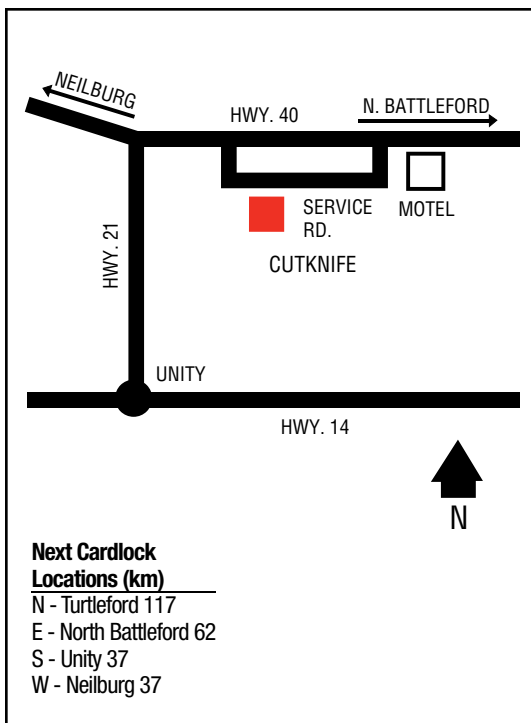 NEILBURG
HWY. 40
N. BATTLEFORD
SERVICE
RD.
MOTEL
CUTKNIFE
HWY. 21
UNITY
HWY. 14
N
Next Cardlock
Locations (km)
N - Turtleford 117
E - North Battleford 62
S - Unity 37
W - Neilburg 37